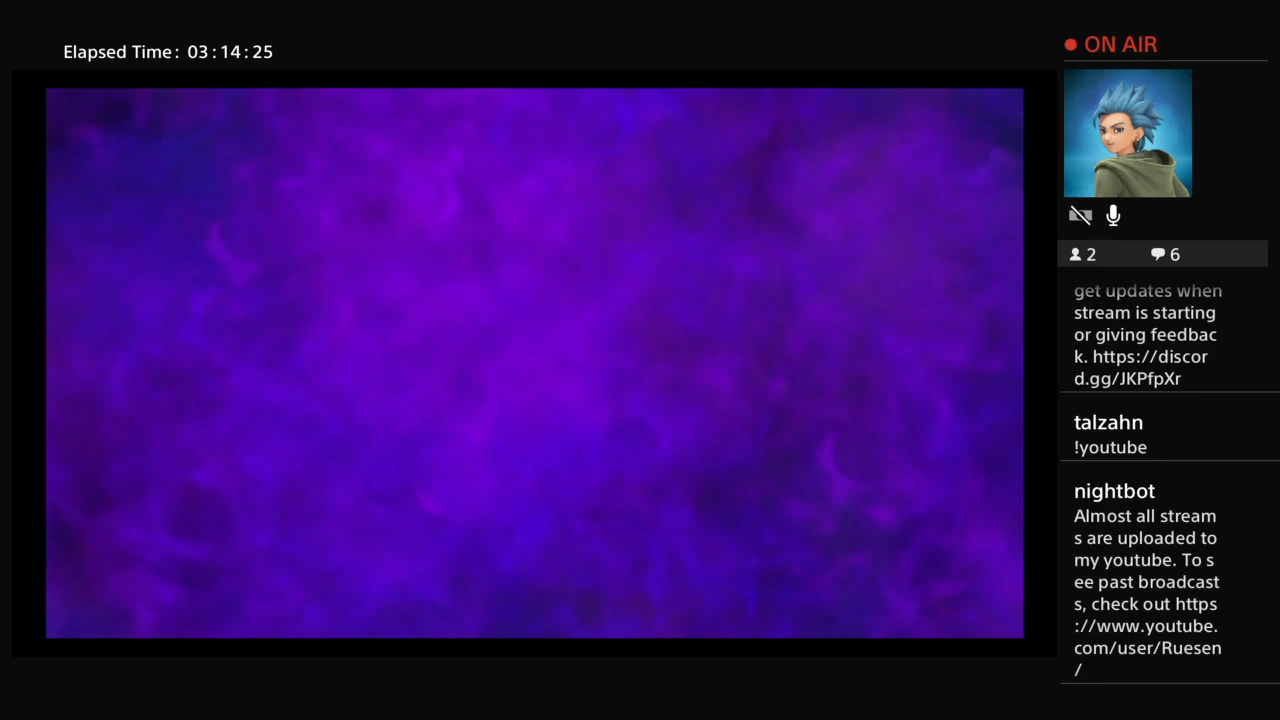 Elapsed Time: 03:14:25
ON AIR
2 6
get updates when
stream is starting
or giving feedbac
k. https://discor
d.gg/JKPfpXr
talzahn
!youtube
nightbot
Almost all stream
s are uploaded to
my youtube. To s
ee past broadcast
s, check out https
://www.youtube.
com/user/Ruesen
/